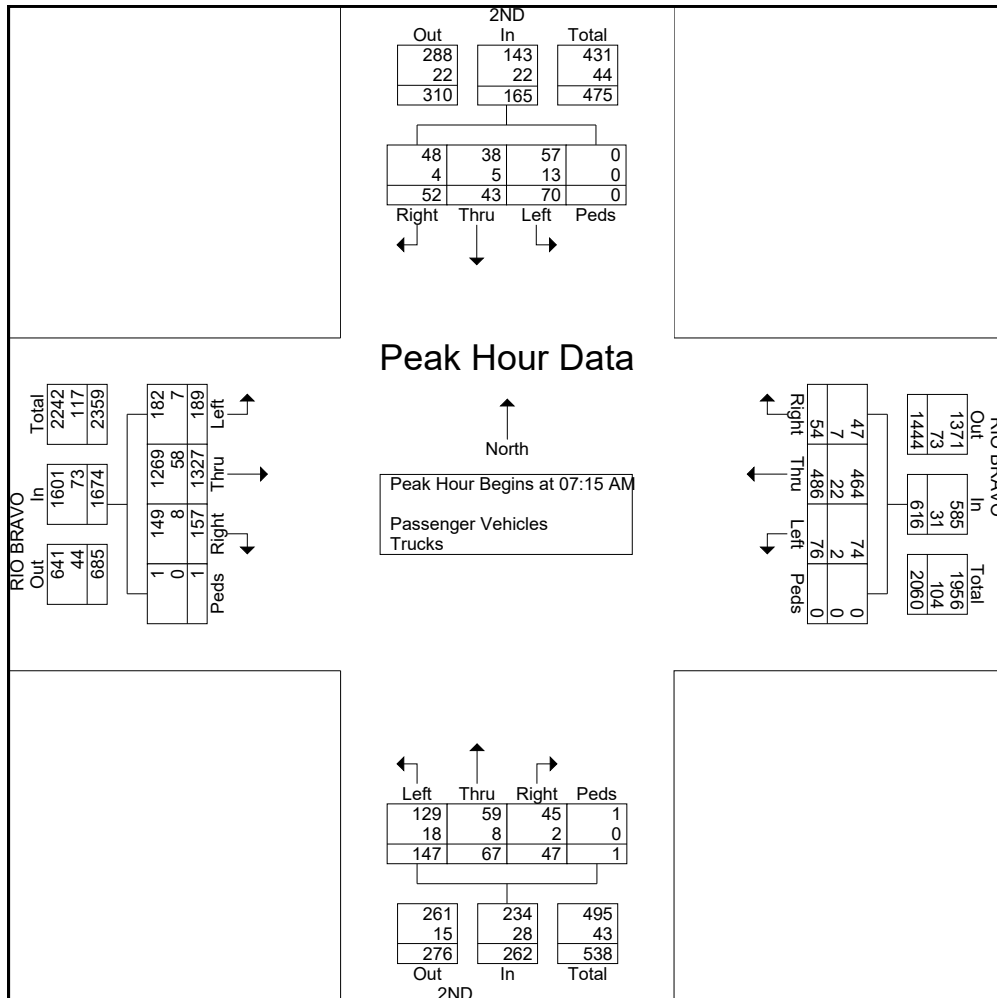 2ND
Out In Total
288 143 431
22 22 44
310 165 475
48 38 57 0
4 5 13 0
52 43 70 0
Right Thru Left Peds
Peak Hour Data
North
Peak Hour Begins at 07:15 AM
Passenger Vehicles
Trucks
RIO BRAVO
Out In Total
641 1601 2242
44 73 117
685 1674 2359
149 1269 182 1
8 58 7 0
157 1327 189 1
Right Thru Left Peds
RIO BRAVO
Out In Total
1371 585 1956
73 31 104
1444 616 2060
47 464 74 0
7 22 2 0
54 486 76 0
Right Thru Left Peds
Left Thru Right Peds
129 59 45 1
18 8 2 0
147 67 47 1
261 234 495
15 28 43
276 262 538
Out In Total
2ND